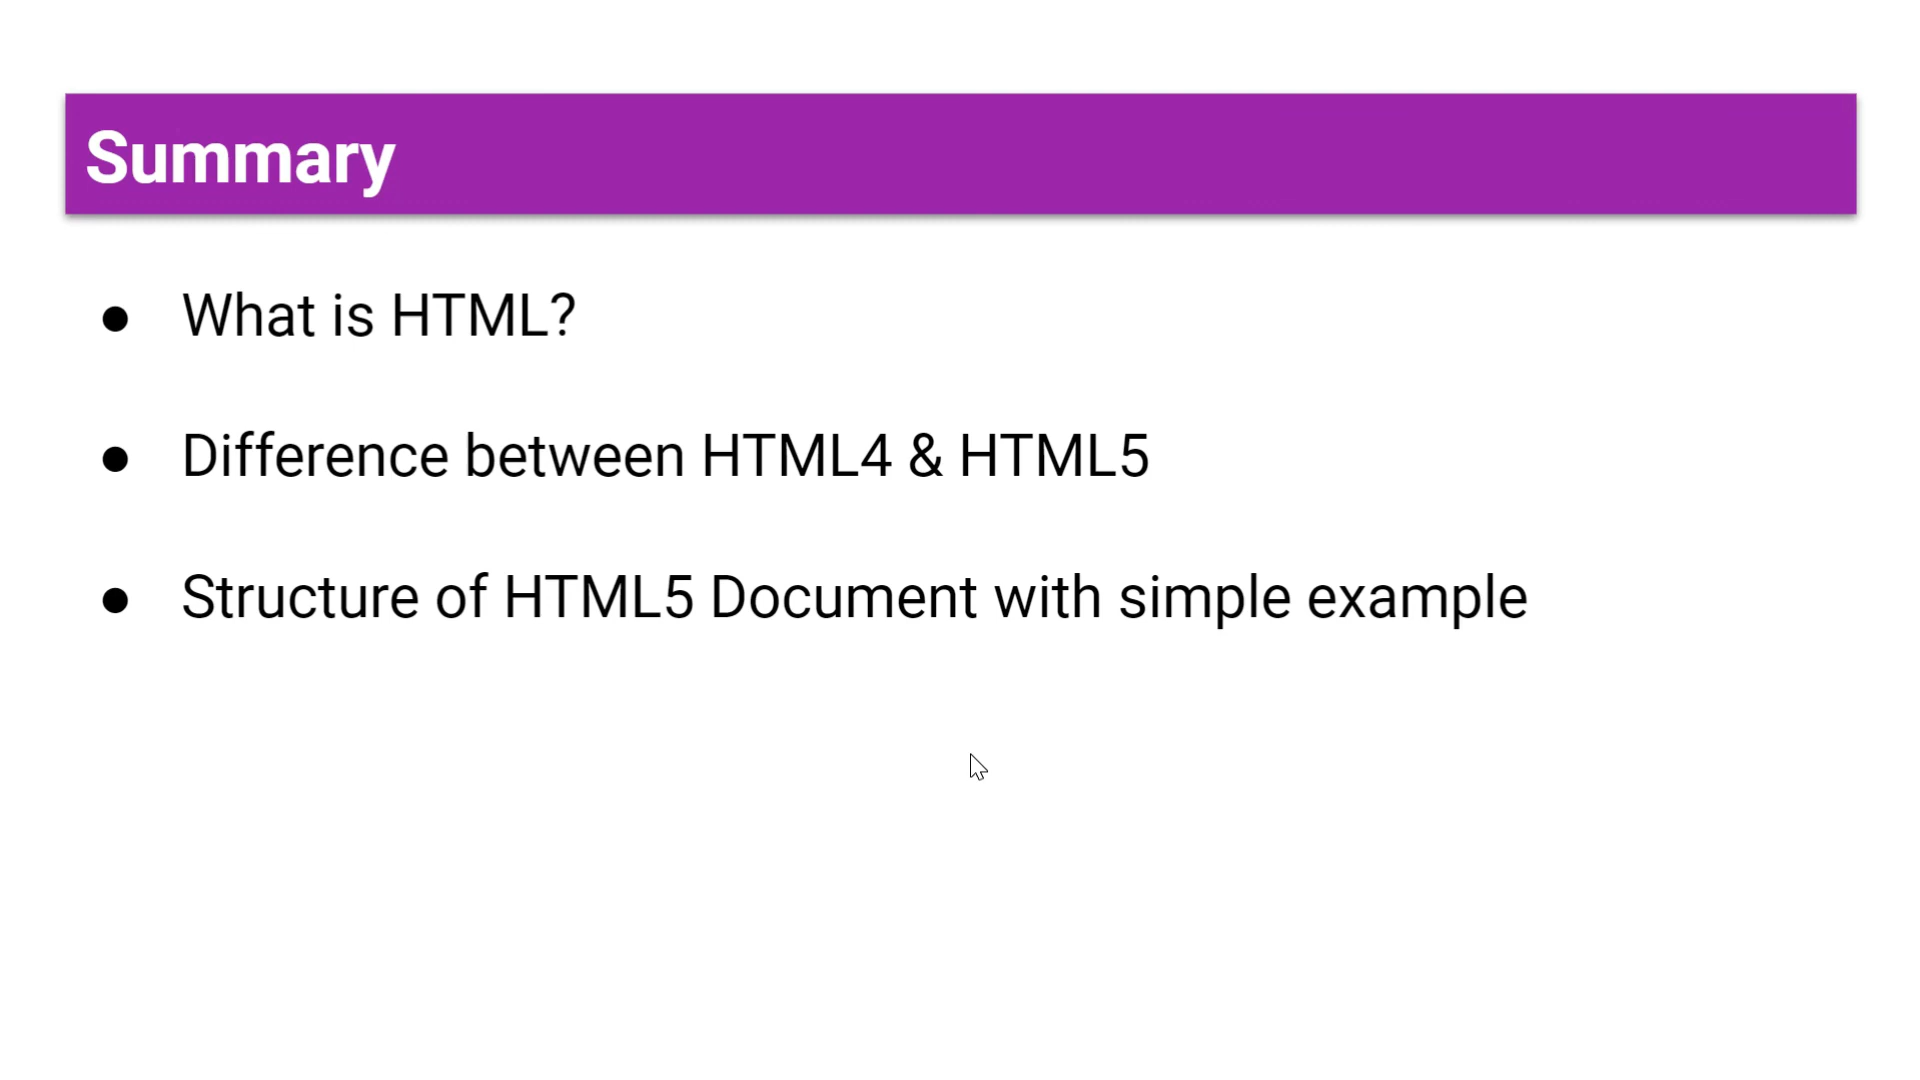 Summary
● What is HTML?
● Difference between HTML4 & HTML5
● Structure of HTML5 Document with simple example